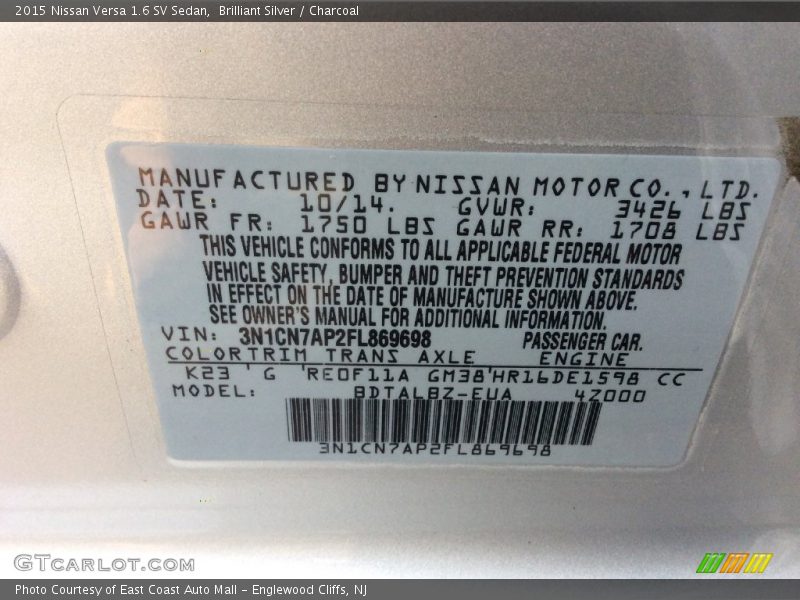 2015 Nissan Versa 1.6 SV Sedan,  Brilliant Silver / Charcoal
MANUFACTURED BY NISSAN MOTOR CO., LTD.
DATE: 10/14. GVWR: 3426 LBS
GAWR FR: 1750 LBS GAWR RR: 1708 LBS
THIS VEHICLE CONFORMS TO ALL APPLICABLE FEDERAL MOTOR
VEHICLE SAFETY, BUMPER AND THEFT PREVENTION STANDARDS
IN EFFECT ON THE DATE OF MANUFACTURE SHOWN ABOVE.
SEE OWNER'S MANUAL FOR ADDITIONAL INFORMATION.
VIN: 3N1CN7AP2FL869698 PASSENGER CAR.
COLOR TRIM TRANS AXLE ENGINE
K23 ' G 'RE0F11A GM38'HR16DE1598 CC
MODEL: BDTALBZ-EUA 4Z000
3N1CN7AP2FL869698
GTCARLOT.COM
Photo Courtesy of East Coast Auto Mall - Englewood Cliffs, NJ